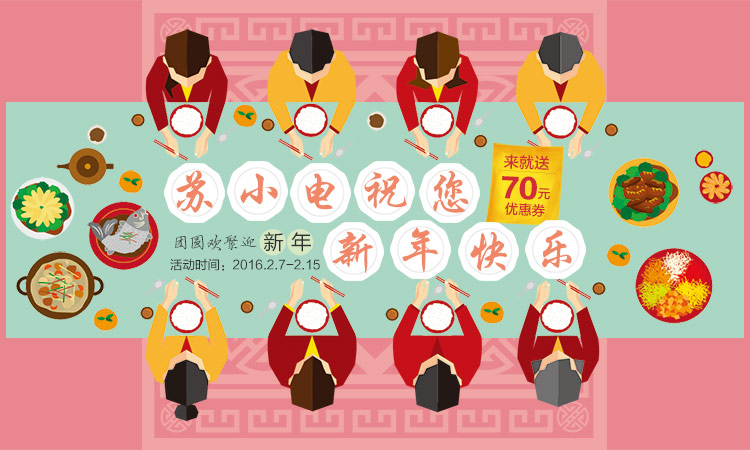 苏小电祝您
新年快乐
来就送
70元
优惠券
团圆欢聚迎新年
活动时间：2016.2.7-2.15